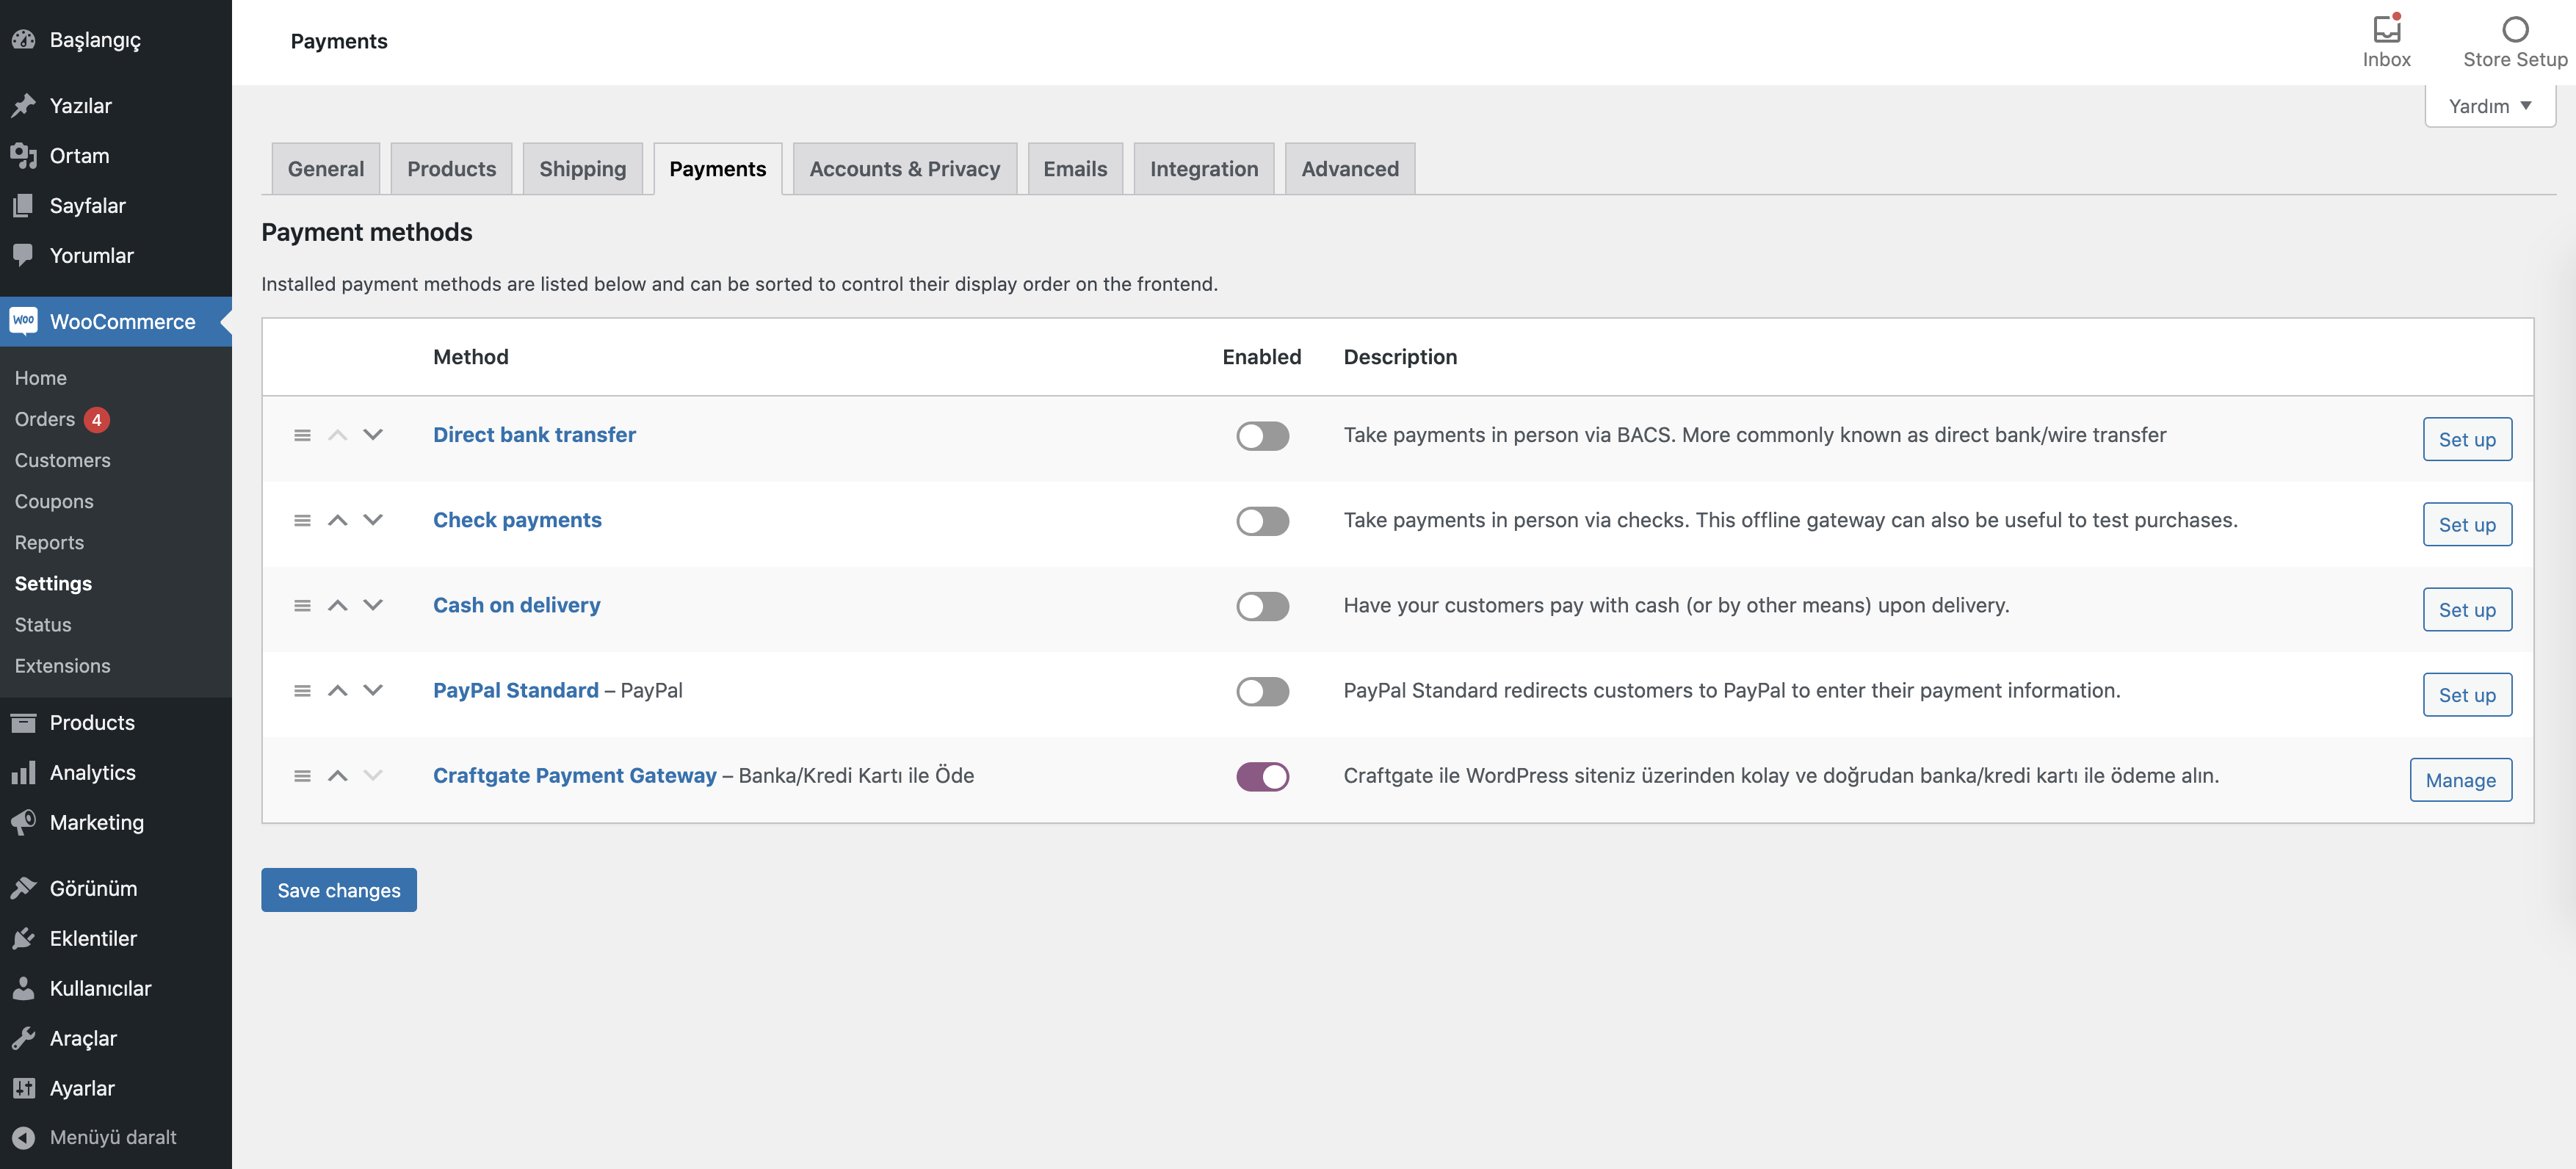 Başlangıç
Yazılar
Ortam
Sayfalar
Yorumlar
Woo WooCommerce
Home
Orders 4
Customers
Coupons
Reports
Settings
Status
Extensions
Products
Analytics
Marketing
Görünüm
Eklentiler
Kullanıcılar
Araçlar
Ayarlar
Menüyü daralt
Payments
Inbox
Store Setup
Yardım
General Products Shipping Payments Accounts & Privacy Emails Integration Advanced
Payment methods
Installed payment methods are listed below and can be sorted to control their display order on the frontend.
Method Enabled Description
Direct bank transfer Take payments in person via BACS. More commonly known as direct bank/wire transfer Set up
Check payments Take payments in person via checks. This offline gateway can also be useful to test purchases. Set up
Cash on delivery Have your customers pay with cash (or by other means) upon delivery. Set up
PayPal Standard – PayPal PayPal Standard redirects customers to PayPal to enter their payment information. Set up
Craftgate Payment Gateway – Banka/Kredi Kartı ile Öde Craftgate ile WordPress siteniz üzerinden kolay ve doğrudan banka/kredi kartı ile ödeme alın. Manage
Save changes